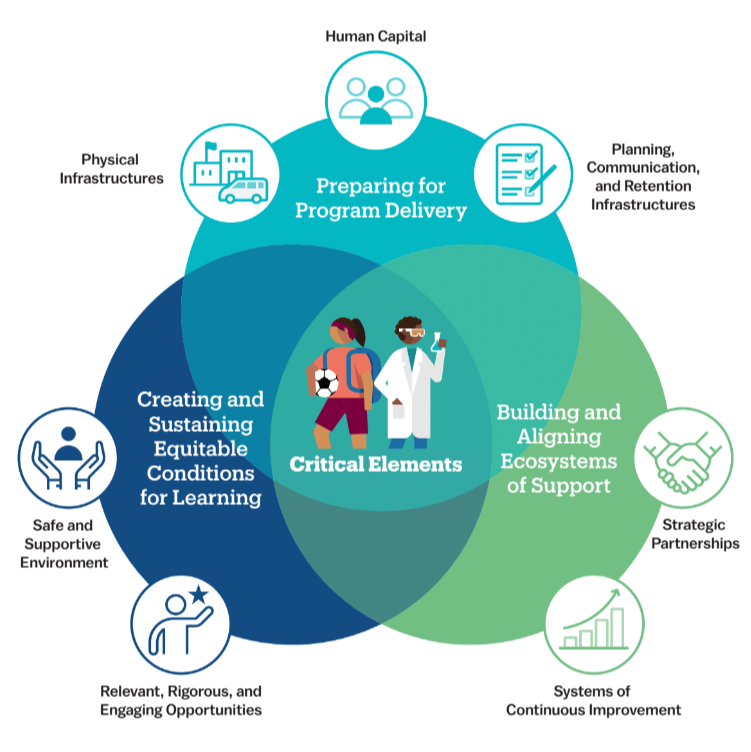 Human Capital
Physical
Infrastructures
Planning,
Communication,
and Retention
Infrastructures
Preparing for
Program Delivery
Creating and
Sustaining
Equitable
Conditions
for Learning
Critical Elements
Building and
Aligning
Ecosystems
of Support
Safe and
Supportive
Environment
Strategic
Partnerships
Relevant, Rigorous, and
Engaging Opportunities
Systems of
Continuous Improvement